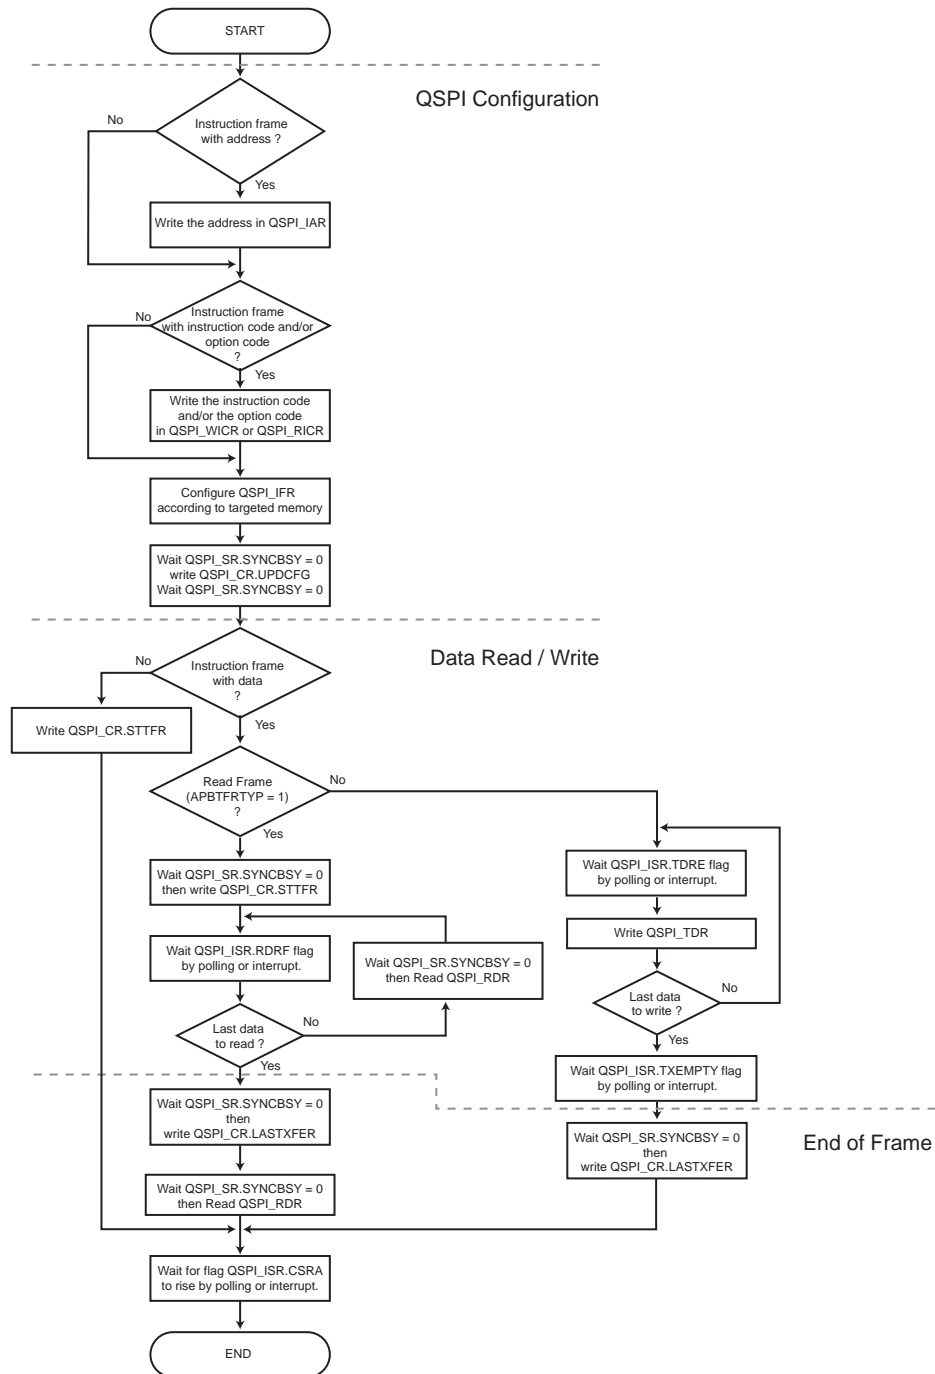 START
QSPI Configuration
No
Instruction frame
with address ?
Yes
Write the address in QSPI_IAR
No
Instruction frame
with instruction code and/or
option code
?
Yes
Write the instruction code
and/or the option code
in QSPI_WICR or QSPI_RICR
Configure QSPI_IFR
according to targeted memory
Wait QSPI_SR.SYNCBSY = 0
write QSPI_CR.UPDCFG
Wait QSPI_SR.SYNCBSY = 0
Data Read / Write
No
Instruction frame
with data
?
Yes
Write QSPI_CR.STTFR
Read Frame
(APBTFRTYP = 1)
?
No
Yes
Wait QSPI_SR.SYNCBSY = 0
then write QSPI_CR.STTFR
Wait QSPI_ISR.TDRE flag
by polling or interrupt.
Write QSPI_TDR
Wait QSPI_ISR.RDRF flag
by polling or interrupt.
Wait QSPI_SR.SYNCBSY = 0
then Read QSPI_RDR
Last data
to write ?
No
Yes
Last data
to read ?
No
Yes
Wait QSPI_ISR.TXEMPTY flag
by polling or interrupt.
Wait QSPI_SR.SYNCBSY = 0
then
write QSPI_CR.LASTXFER
End of Frame
Wait QSPI_SR.SYNCBSY = 0
then
write QSPI_CR.LASTXFER
Wait QSPI_SR.SYNCBSY = 0
then Read QSPI_RDR
Wait for flag QSPI_ISR.CSRA
to rise by polling or interrupt.
END